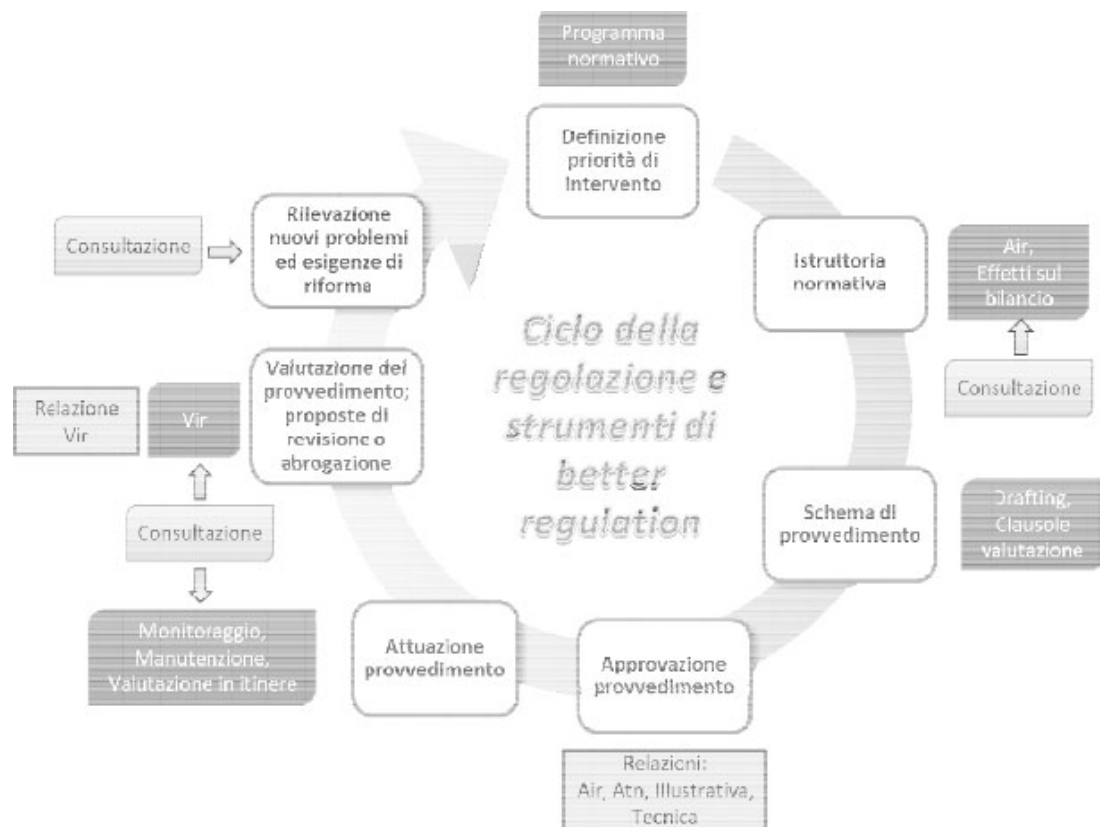 Programma
normativo
Definizione
priorità di
intervento
Rilevazione
nuovi problemi
ed esigenze di
riforma
Consultazione
Istruttoria
normativa
Air,
Effetti sul
bilancio
Consultazione
Ciclo della
regolazione e
strumenti di
better
regulation
Valutazione del
provvedimento;
proposte di
revisione o
abrogazione
Vir
Relazione
Vir
Consultazione
Monitoraggio,
Manutenzione,
Valutazione in itinere
Schema di
provvedimento
Drafting,
Clausole
valutazione
Attuazione
provvedimento
Approvazione
provvedimento
Relazioni:
Air, Atn, Illustrativa,
Tecnica